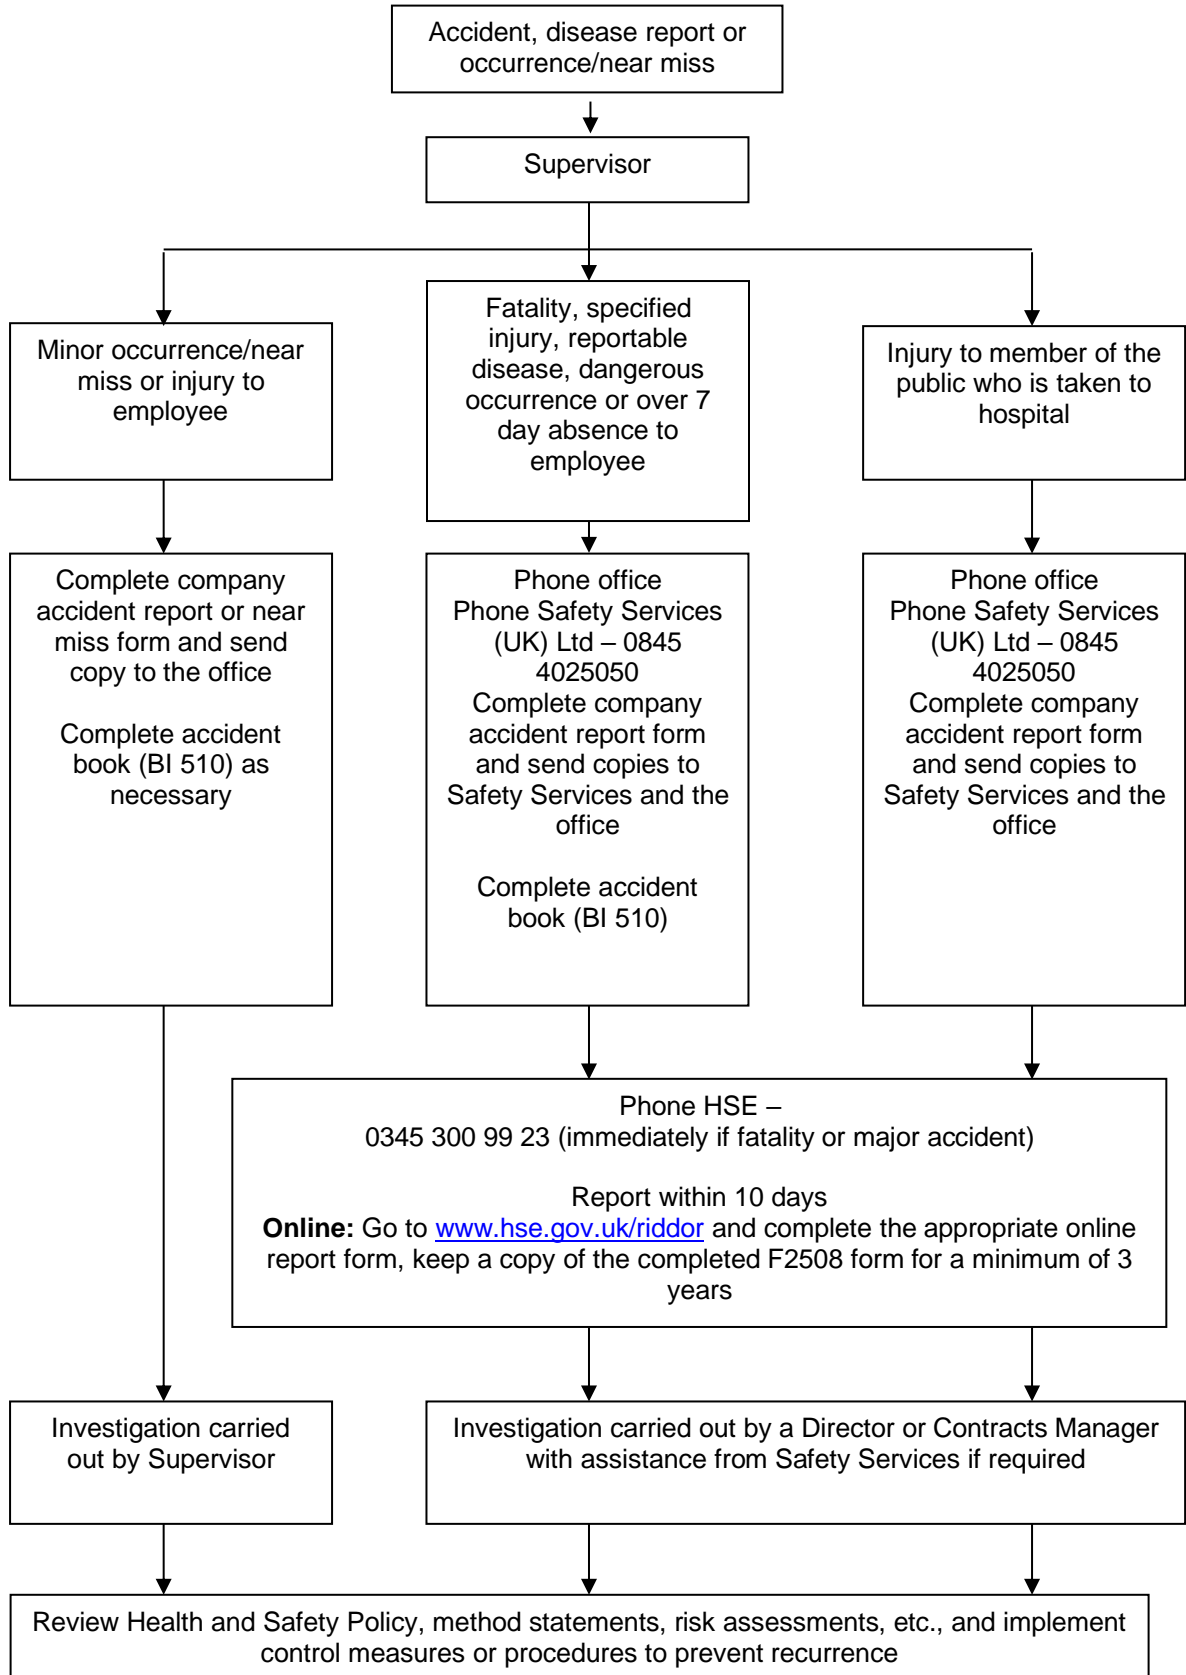 Accident, disease report or
occurrence/near miss
Supervisor
Minor occurrence/near
miss or injury to
employee
Fatality, specified
injury, reportable
disease, dangerous
occurrence or over 7
day absence to
employee
Injury to member of the
public who is taken to
hospital
Complete company
accident report or near
miss form and send
copy to the office
Complete accident
book (BI 510) as
necessary
Phone office
Phone Safety Services
(UK) Ltd – 0845
4025050
Complete company
accident report form
and send copies to
Safety Services and the
office
Complete accident
book (BI 510)
Phone office
Phone Safety Services
(UK) Ltd – 0845
4025050
Complete company
accident report form
and send copies to
Safety Services and the
office
Phone HSE –
0345 300 99 23 (immediately if fatality or major accident)
Report within 10 days
Online: Go to www.hse.gov.uk/riddor and complete the appropriate online
report form, keep a copy of the completed F2508 form for a minimum of 3
years
Investigation carried
out by Supervisor
Investigation carried out by a Director or Contracts Manager
with assistance from Safety Services if required
Review Health and Safety Policy, method statements, risk assessments, etc., and implement
control measures or procedures to prevent recurrence